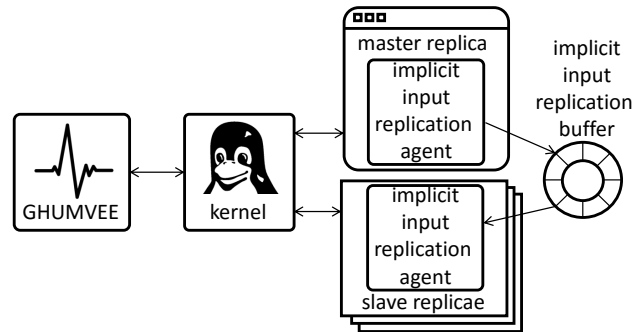 master replica
implicit
input
replication
agent
implicit
input
replication
buffer
GHUMVEE
kernel
implicit
input
replication
agent
slave replicae